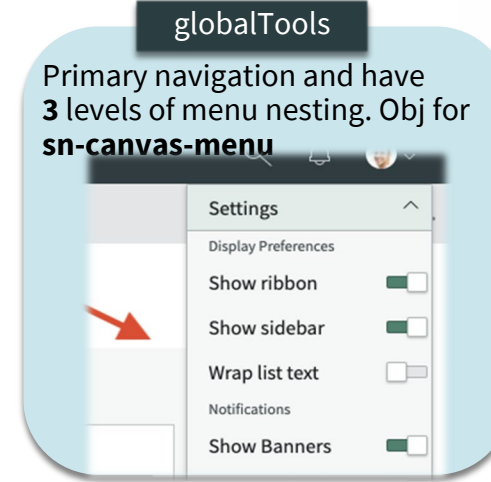 globalTools
Primary navigation and have
3 levels of menu nesting. Obj for
sn-canvas-menu
Settings
Display Preferences
Show ribbon
Show sidebar
Wrap list text
Notifications
Show Banners